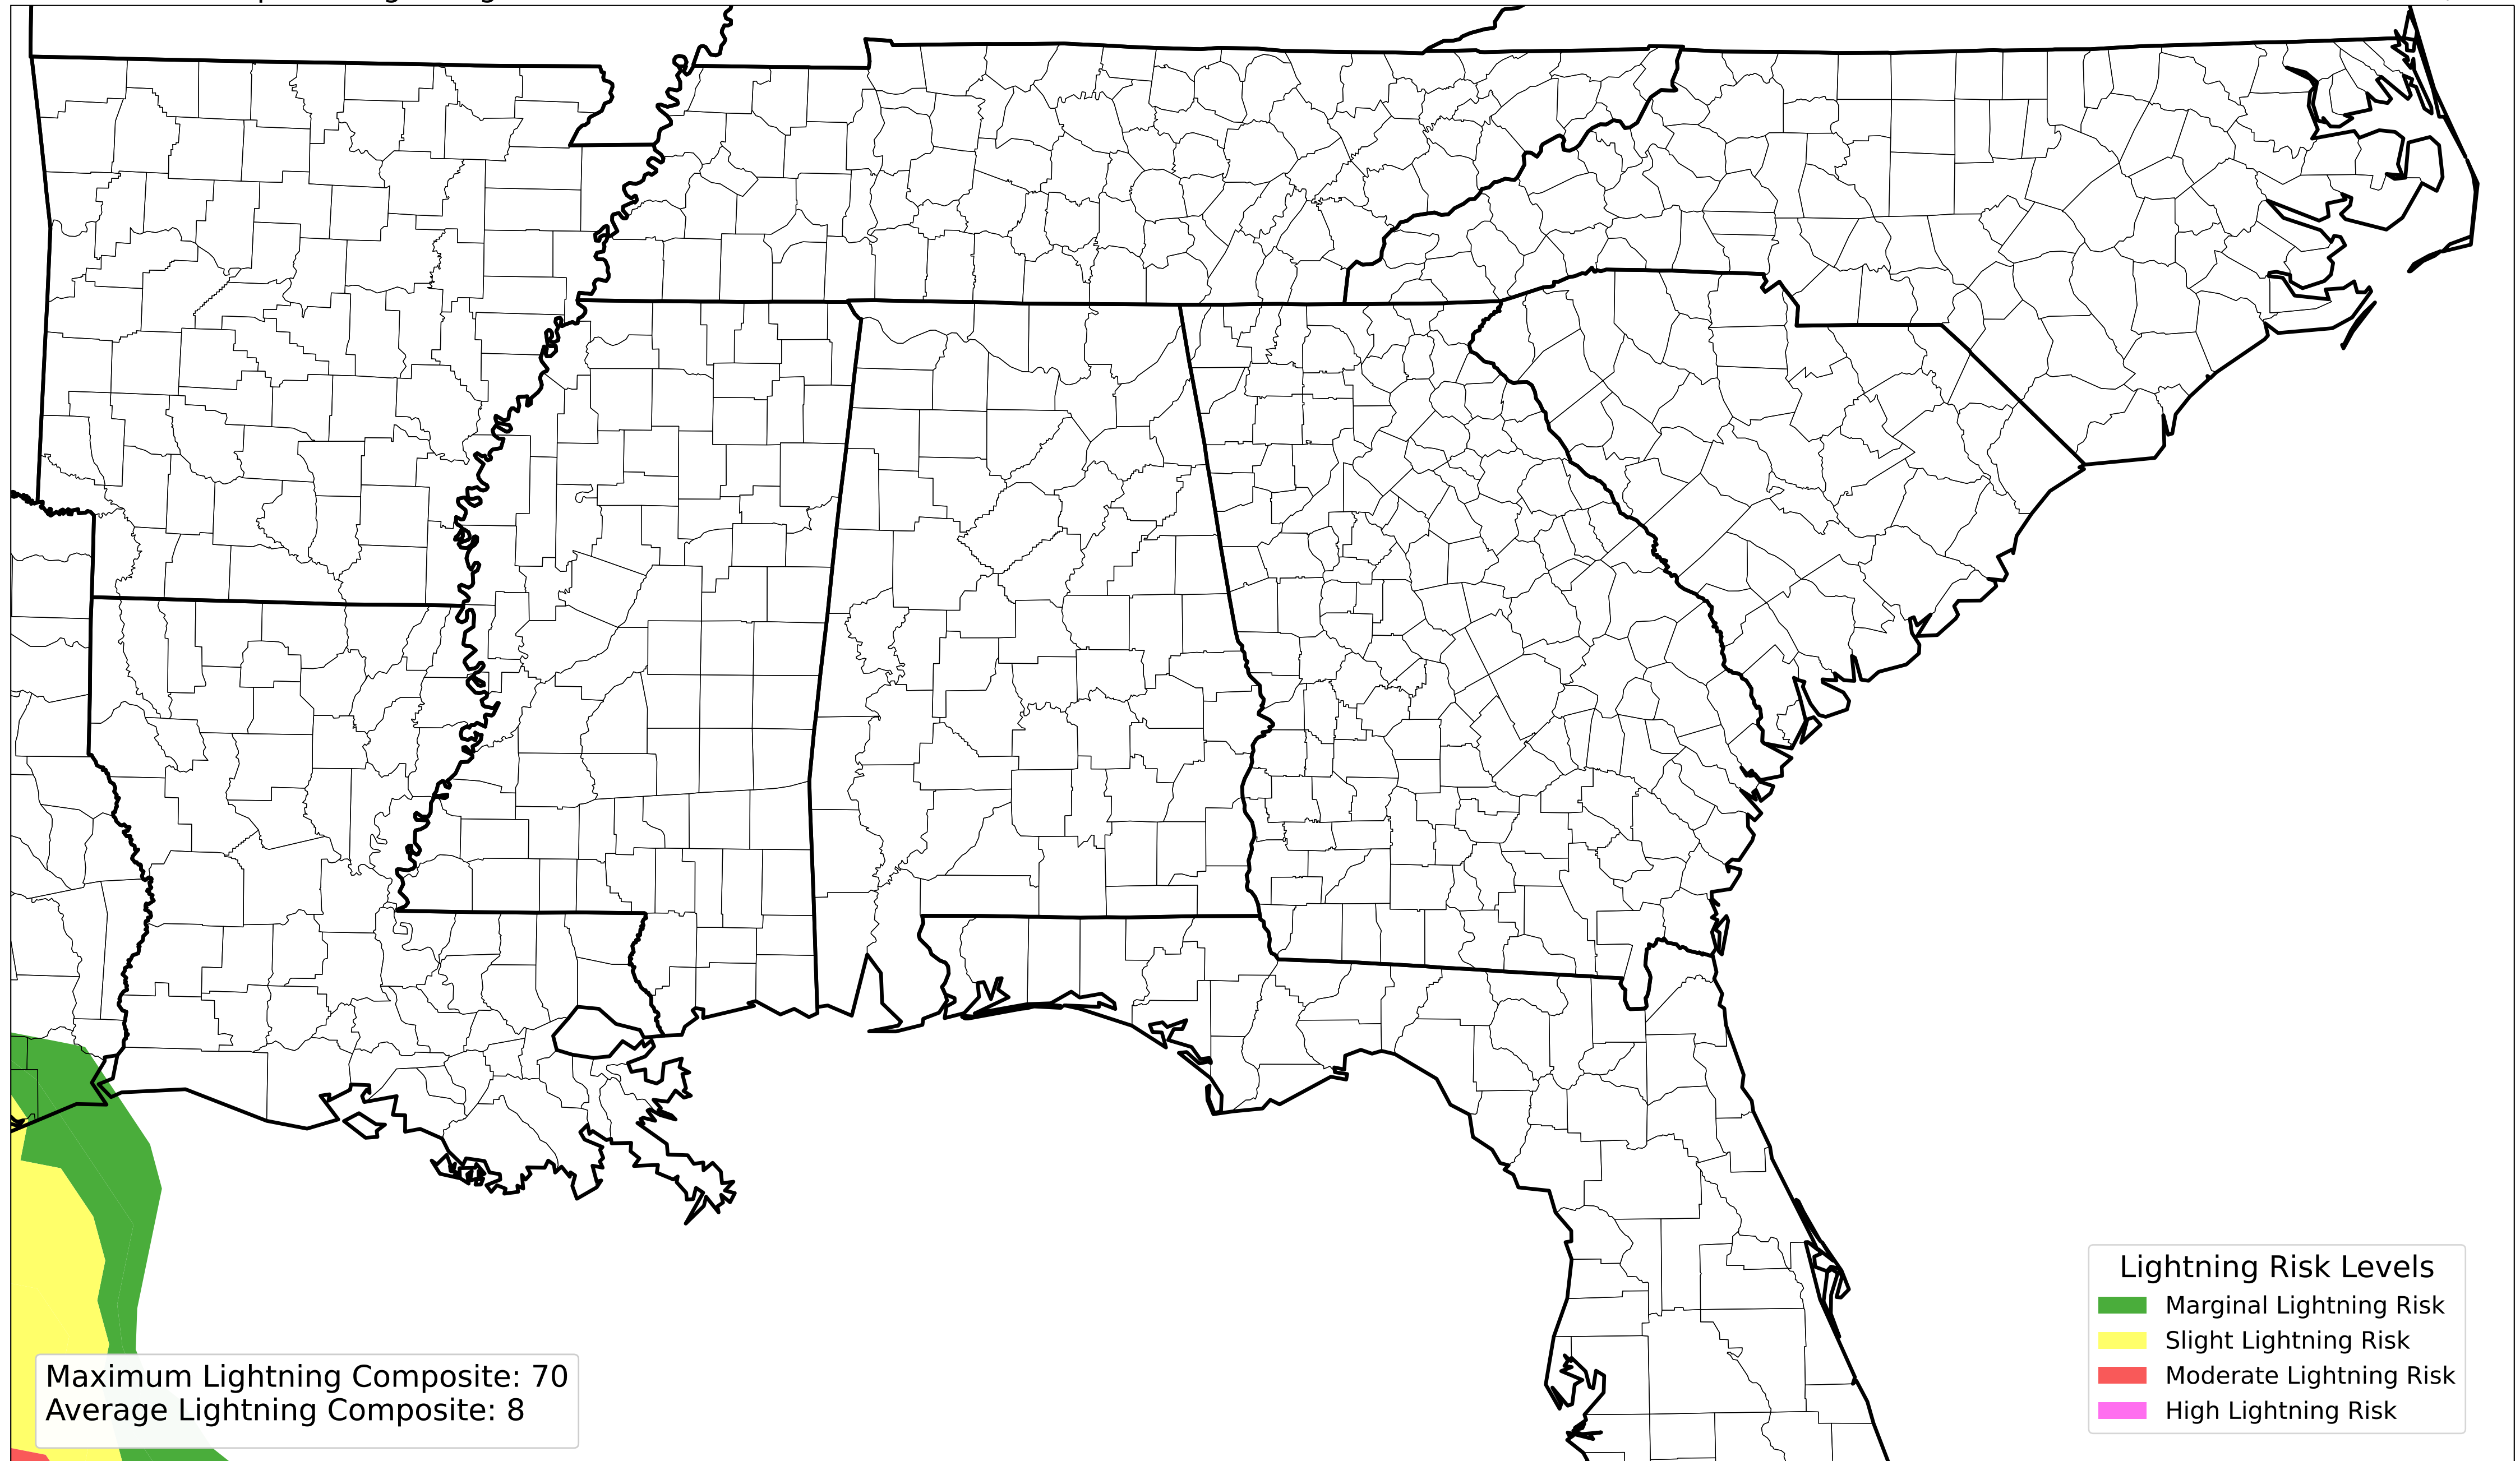 Lightning Risk Levels
Marginal Lightning Risk
Slight Lightning Risk
Moderate Lightning Risk
High Lightning Risk
Maximum Lightning Composite: 70
Average Lightning Composite: 8